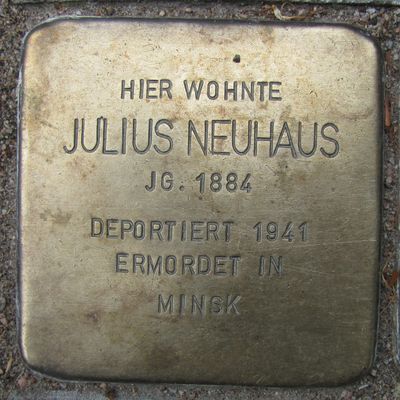 HIER WOHNTE
JULIUS NEUHAUS
JG. 1884
DEPORTIERT 1941
ERMORDET IN
MINSK